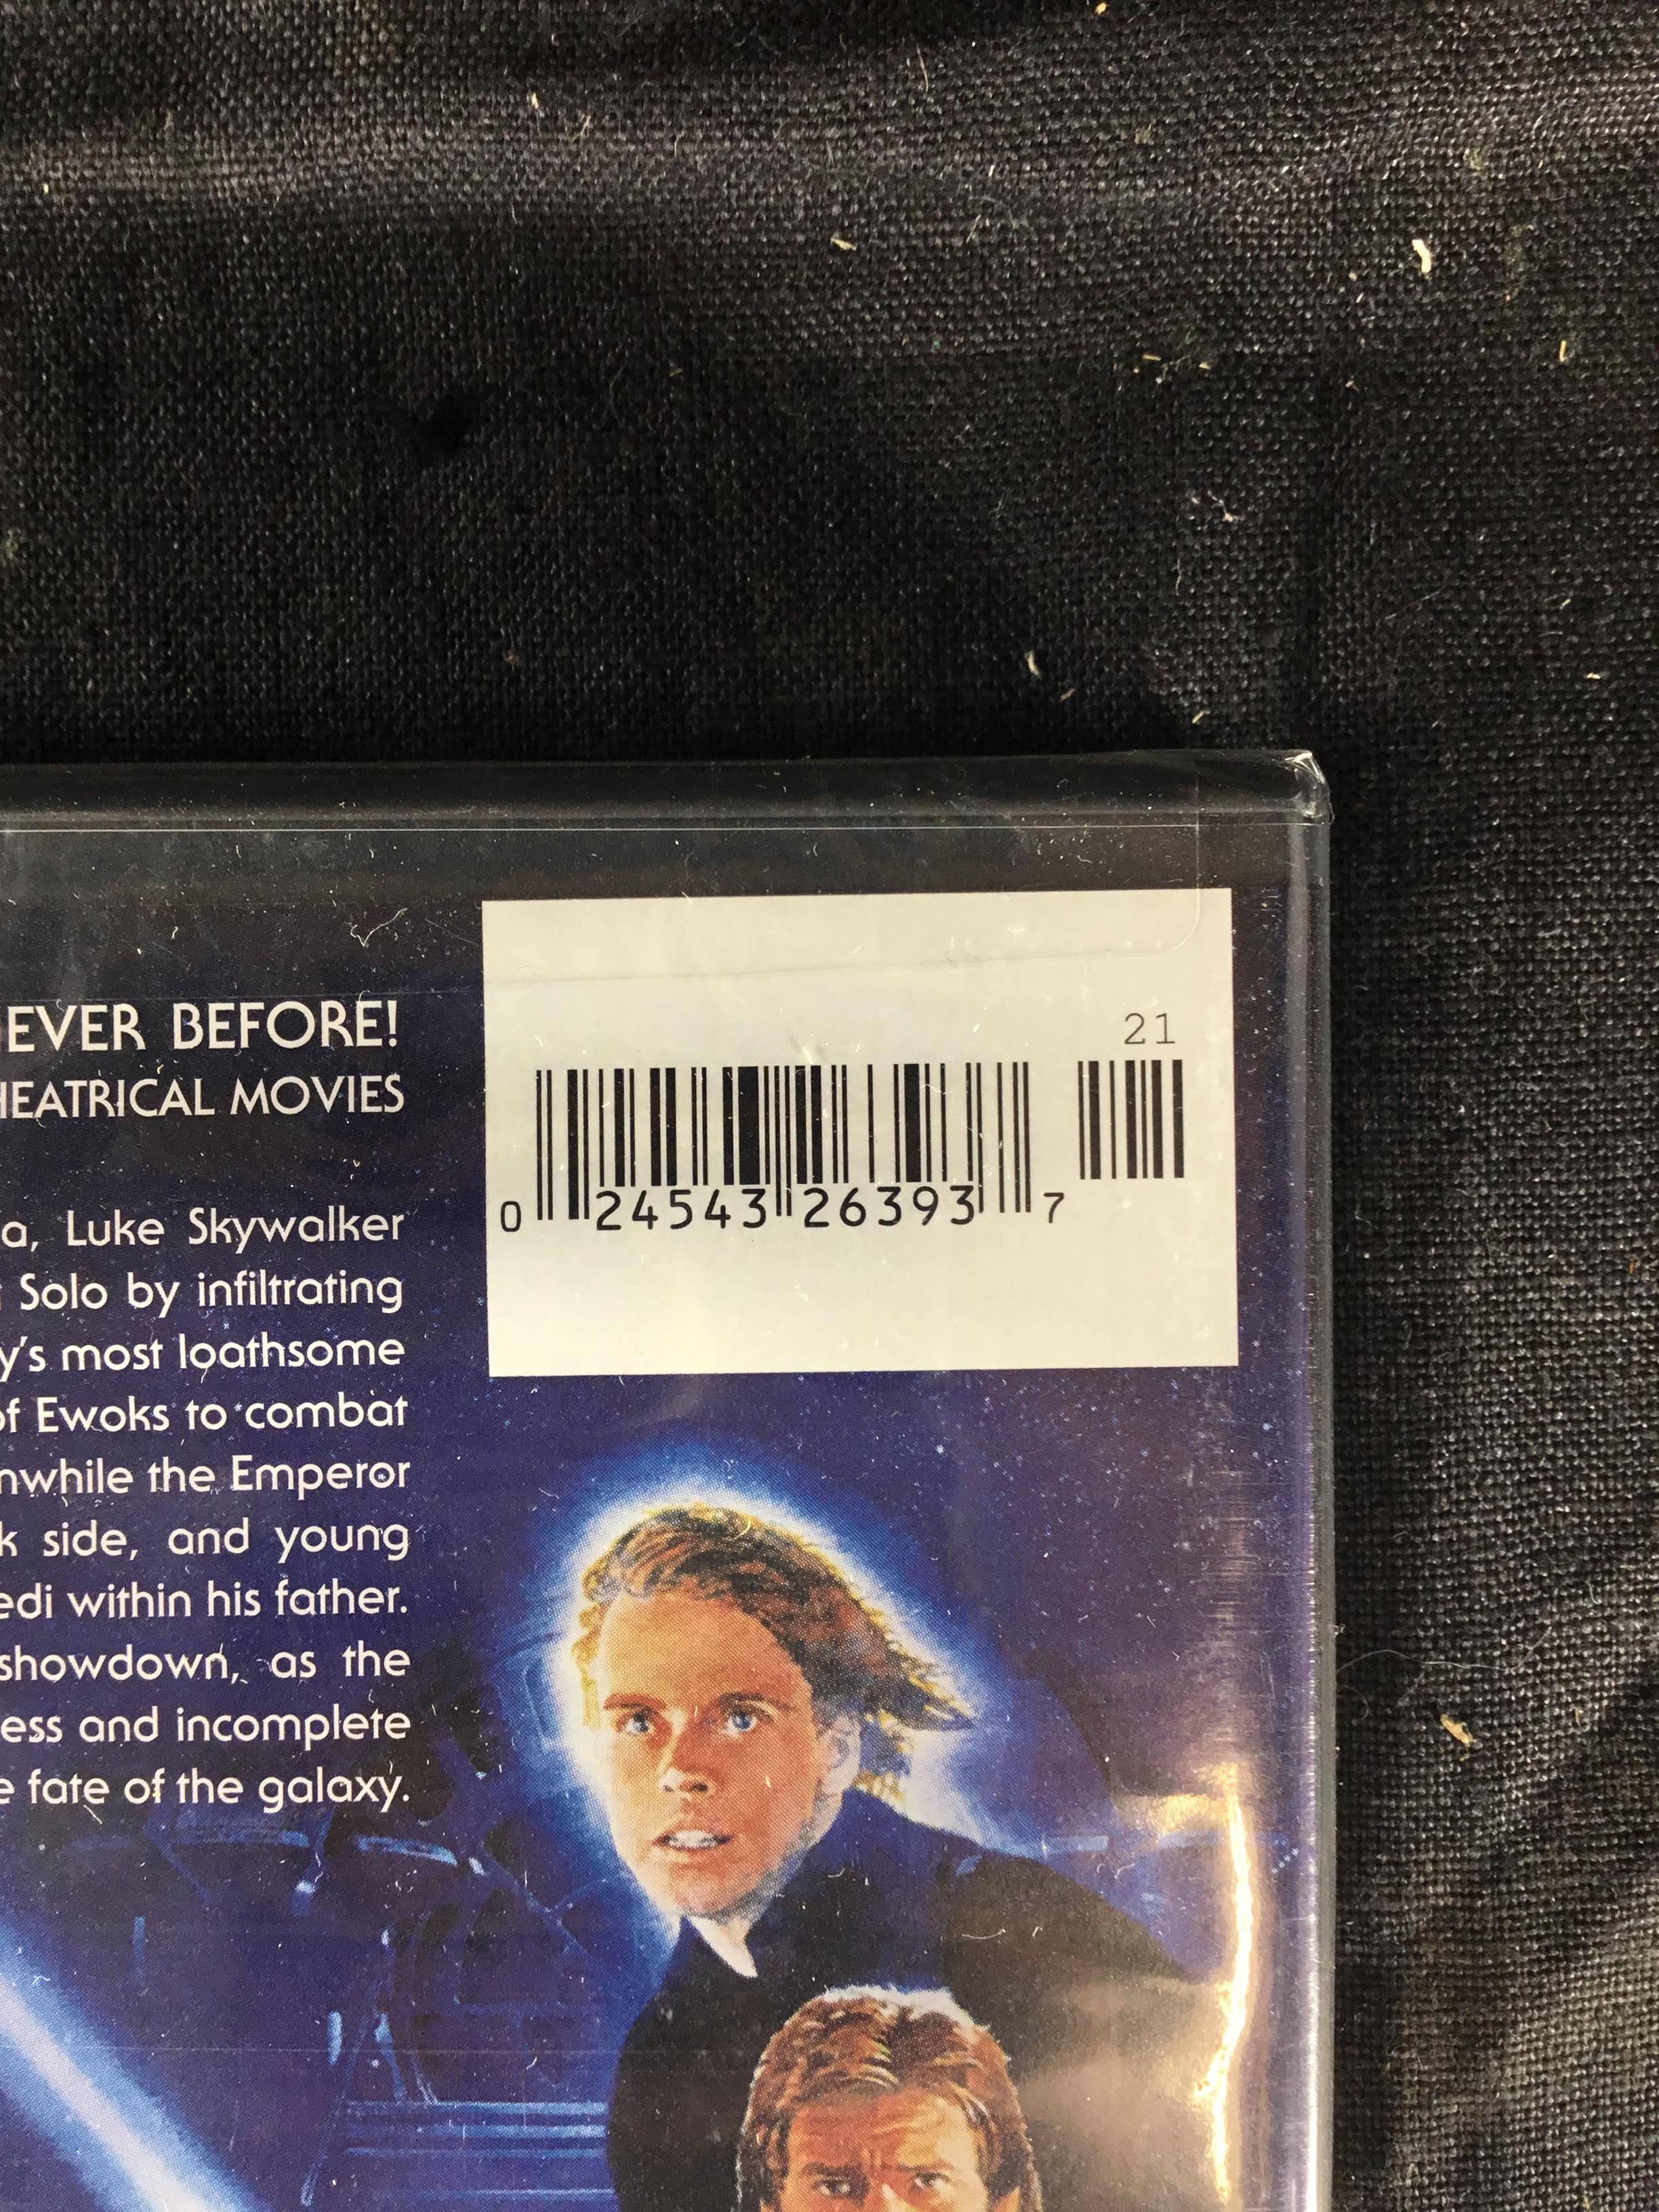 EVER BEFORE!
HEATRICAL MOVIES
a, Luke Skywalker
Solo by infiltrating
y's most loathsome
of Ewoks to combat
nwhile the Emperor
k side, and young
edi within his father.
showdown, as the
ess and incomplete
e fate of the galaxy.
21
0 24543 26393 7